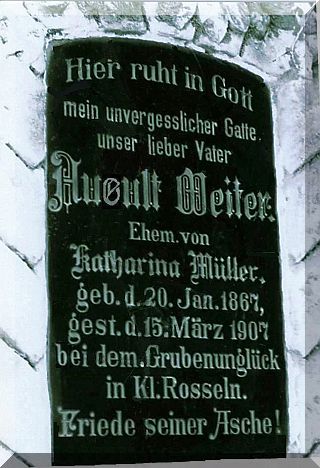 Hier ruht in Gott
mein unvergesslicher Gatte.
unser lieber Vater
August Weiter.
Ehem. von
Katharina Müller.
geb. d. 20. Jan. 1867,
gest. d. 15. März 1907
bei dem. Grubenunglück
in Kl. Rosseln.
Friede seiner Asche!